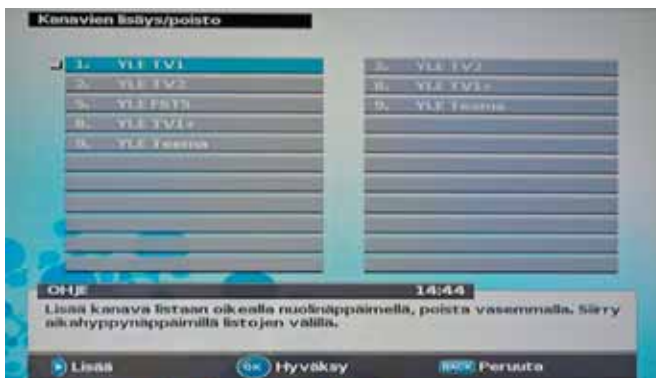 Kanavien lisäys/poisto
1. YLE TV1
2. YLE TV2
5. YLE FST5
8. YLE TV1+
9. YLE Teema
2. YLE TV2
8. YLE TV1+
9. YLE Teema
OHJE 14:44
Lisää kanava listaan oikealla nuolinäppäimellä, poista vasemmalla. Siirry
aikahyppynäppäimillä listojen välillä.
Lisää OK Hyväksy BACK Peruuta